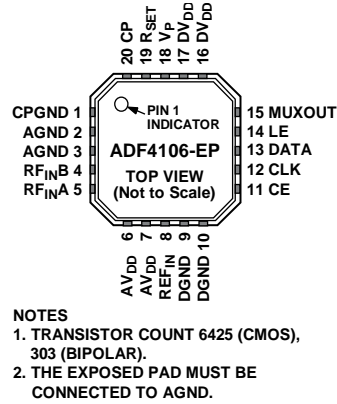 20 CP
19 RSET
18 VP
17 DVDD
16 DVDD
CPGND 1
AGND 2
AGND 3
RFINB 4
RFINA 5
PIN 1
INDICATOR
ADF4106-EP
TOP VIEW
(Not to Scale)
15 MUXOUT
14 LE
13 DATA
12 CLK
11 CE
AVDD 6
AVDD 7
REFIN 8
DGND 9
DGND 10
NOTES
1. TRANSISTOR COUNT 6425 (CMOS),
303 (BIPOLAR).
2. THE EXPOSED PAD MUST BE
CONNECTED TO AGND.